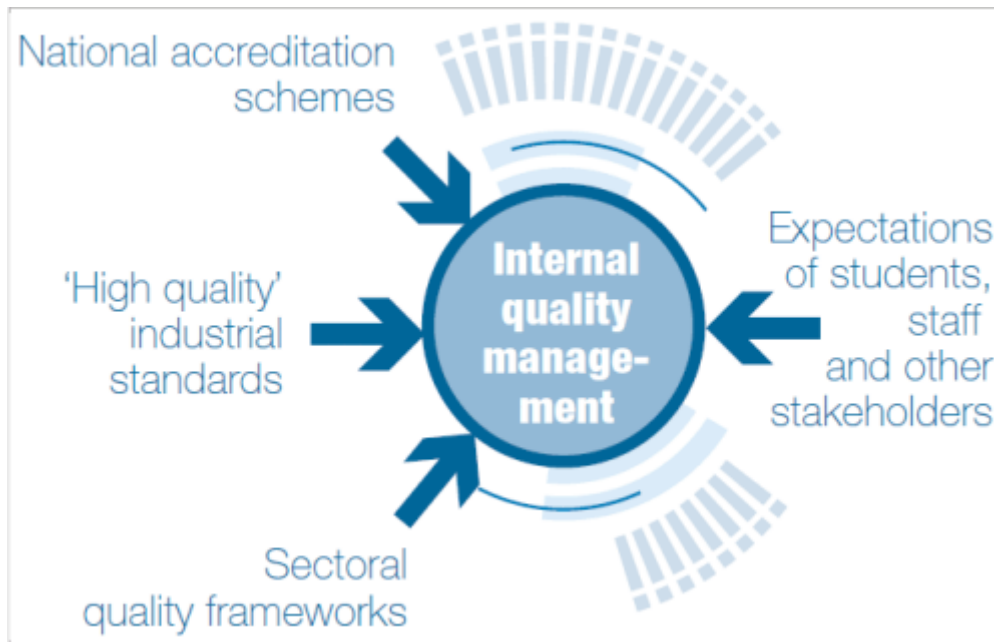 National accreditation
schemes
‘High quality’
industrial
standards
Sectoral
quality frameworks
Internal
quality
manage-
ment
Expectations
of students,
staff
and other
stakeholders